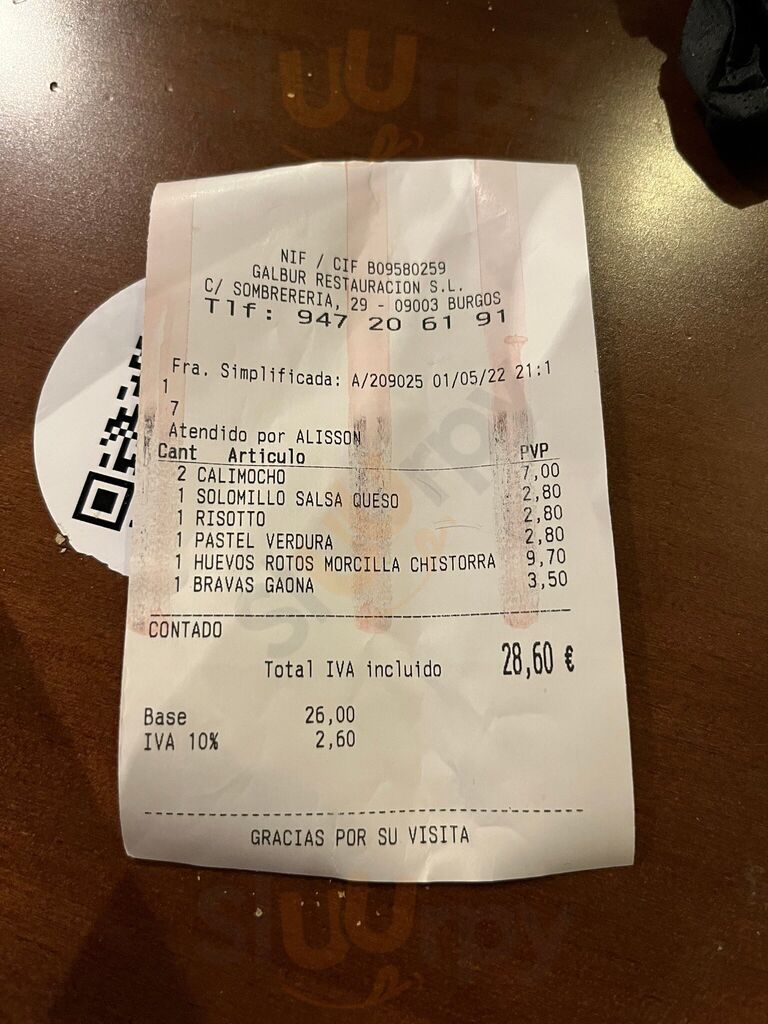 NIF / CIF B09580259
GALBUR RESTAURACION S.L.
C/ SOMBRERERIA, 29 - 09003 BURGOS
Tlf: 947 20 61 91
Fra. Simplificada: A/209025 01/05/22 21:1
1
7
Atendido por ALISSON
Cant Articulo PVP
2 CALIMOCHO 7,00
1 SOLOMILLO SALSA QUESO 2,80
1 RISOTTO 2,80
1 PASTEL VERDURA 2,80
1 HUEVOS ROTOS MORCILLA CHISTORRA 9,70
1 BRAVAS GAONA 3,50
CONTADO
Total IVA incluido 28,60 €
Base 26,00
IVA 10% 2,60
GRACIAS POR SU VISITA
sluurpy
sluurpy
sluurpy